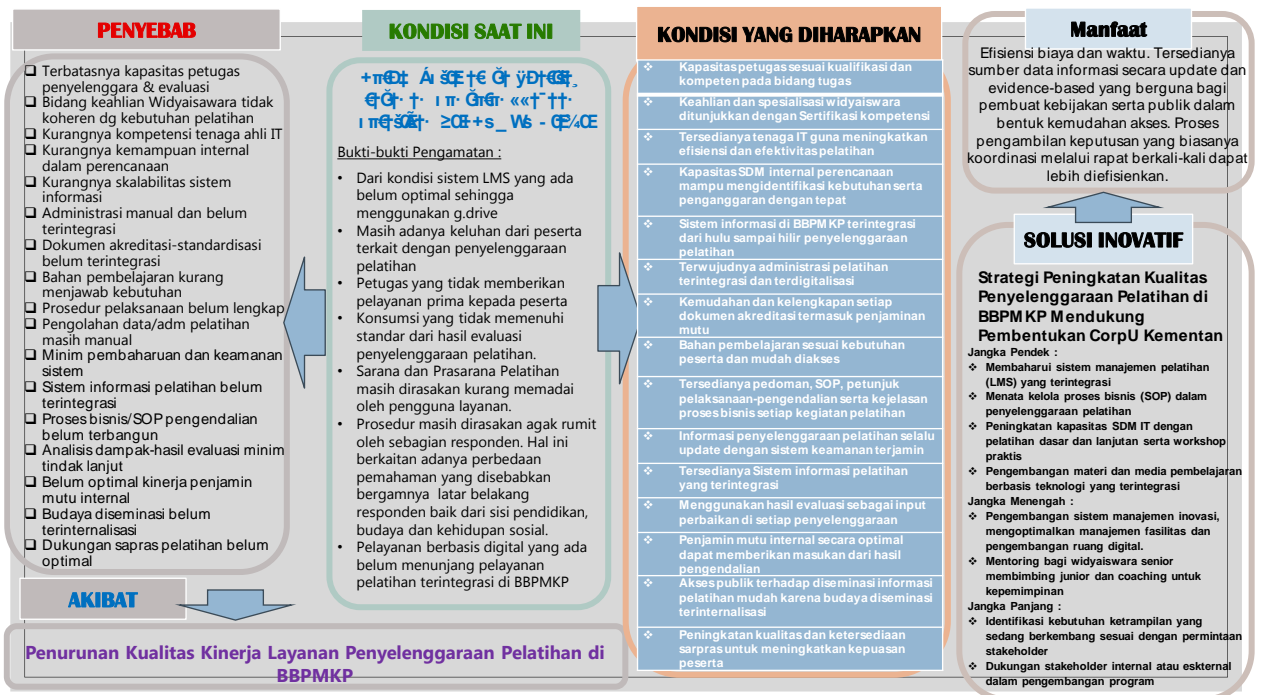 PENYEBAB
Terbatasnya kapasitas petugas
penyelenggara & evaluasi
Bidang keahlian Widyaisawara tidak
koheren dg kebutuhan pelatihan
Kurangnya kompetensi tenaga ahli IT
Kurangnya kemampuan internal
dalam perencanaan
Kurangnya skalabilitas sistem
informasi
Administrasi manual dan belum
terintegrasi
Dokumen akreditasi-standardisasi
belum terintegrasi
Bahan pembelajaran kurang
menjawab kebutuhan
Prosedur pelaksanaan belum lengkap
Pengolahan data/adm pelatihan
masih manual
Minim pembaharuan dan keamanan
sistem
Sistem informasi pelatihan belum
terintegrasi
Proses bisnis/SOP pengendalian
belum terbangun
Analisis dampak-hasil evaluasi minim
tindak lanjut
Belum optimal kinerja penjamin
mutu internal
Budaya diseminasi belum
terinternalisasi
Dukungan sapras pelatihan belum
optimal
AKIBAT
Penurunan Kualitas Kinerja Layanan Penyelenggaraan Pelatihan di
BBPMKP
KONDISI SAAT INI
Bukti-bukti Pengamatan :
• Dari kondisi sistem LMS yang ada
belum optimal sehingga
menggunakan g.drive
• Masih adanya keluhan dari peserta
terkait dengan penyelenggaraan
pelatihan
• Petugas yang tidak memberikan
pelayanan prima kepada peserta
• Konsumsi yang tidak memenuhi
standar dari hasil evaluasi
penyelenggaraan pelatihan.
• Sarana dan Prasarana Pelatihan
masih dirasakan kurang memadai
oleh pengguna layanan.
• Prosedur masih dirasakan agak rumit
oleh sebagian responden. Hal ini
berkaitan adanya perbedaan
pemahaman yang disebabkan
bergamnya latar belakang
responden baik dari sisi pendidikan,
budaya dan kehidupan sosial.
• Pelayanan berbasis digital yang ada
belum menunjang pelayanan
pelatihan terintegrasi di BBPMKP
KONDISI YANG DIHARAPKAN
Kapasitas petugas sesuai kualifikasi dan
kompeten pada bidang tugas
Keahlian dan spesialisasi widyaiswara
ditunjukkan dengan Sertifikasi kompetensi
Tersedianya tenaga IT guna meningkatkan
efisiensi dan efektivitas pelatihan
Kapasitas SDM internal perencanaan
mampu mengidentifikasi kebutuhan serta
penganggaran dengan tepat
Sistem informasi di BBPMKP terintegrasi
dari hulu sampai hilir penyelenggaraan
pelatihan
Terwujudnya administrasi pelatihan
terintegrasi dan terdigitalisasi
Kemudahan dan kelengkapan setiap
dokumen akreditasi termasuk penjaminan
mutu
Bahan pembelajaran sesuai kebutuhan
peserta dan mudah diakses
Tersedianya pedoman, SOP, petunjuk
pelaksanaan-pengendalian serta kejelasan
proses bisnis setiap kegiatan pelatihan
Informasi penyelenggaraan pelatihan selalu
update dengan sistem keamanan terjamin
Tersedianya Sistem informasi pelatihan
yang terintegrasi
Menggunakan hasil evaluasi sebagai input
perbaikan di setiap penyelenggaraan
Penjamin mutu internal secara optimal
dapat memberikan masukan dari hasil
pengendalian
Akses publik terhadap diseminasi informasi
pelatihan mudah karena budaya diseminasi
terinternalisasi
Peningkatan kualitas dan ketersediaan
sarpras untuk meningkatkan kepuasan
peserta
Manfaat
Efisiensi biaya dan waktu. Tersedianya
sumber data informasi secara update dan
evidence-based yang berguna bagi
pembuat kebijakan serta publik dalam
bentuk kemudahan akses. Proses
pengambilan keputusan yang biasanya
koordinasi melalui rapat berkali-kali dapat
lebih diefisienkan.
SOLUSI INOVATIF
Strategi Peningkatan Kualitas
Penyelenggaraan Pelatihan di
BBPMKP Mendukung
Pembentukan CorpU Kementan
Jangka Pendek :
Membaharui sistem manajemen pelatihan
(LMS) yang terintegrasi
Menata kelola proses bisnis (SOP) dalam
penyelenggaraan pelatihan
Peningkatan kapasitas SDM IT dengan
pelatihan dasar dan lanjutan serta workshop
praktis
Pengembangan materi dan media pembelajaran
berbasis teknologi yang terintegrasi
Jangka Menengah :
Pengembangan sistem manajemen inovasi,
mengoptimalkan manajemen fasilitas dan
pengembangan ruang digital.
Mentoring bagi widyaiswara senior
membimbing junior dan coaching untuk
kepemimpinan
Jangka Panjang :
Identifikasi kebutuhan ketrampilan yang
sedang berkembang sesuai dengan permintaan
stakeholder
Dukungan stakeholder internal atau eskternal
dalam pengembangan program